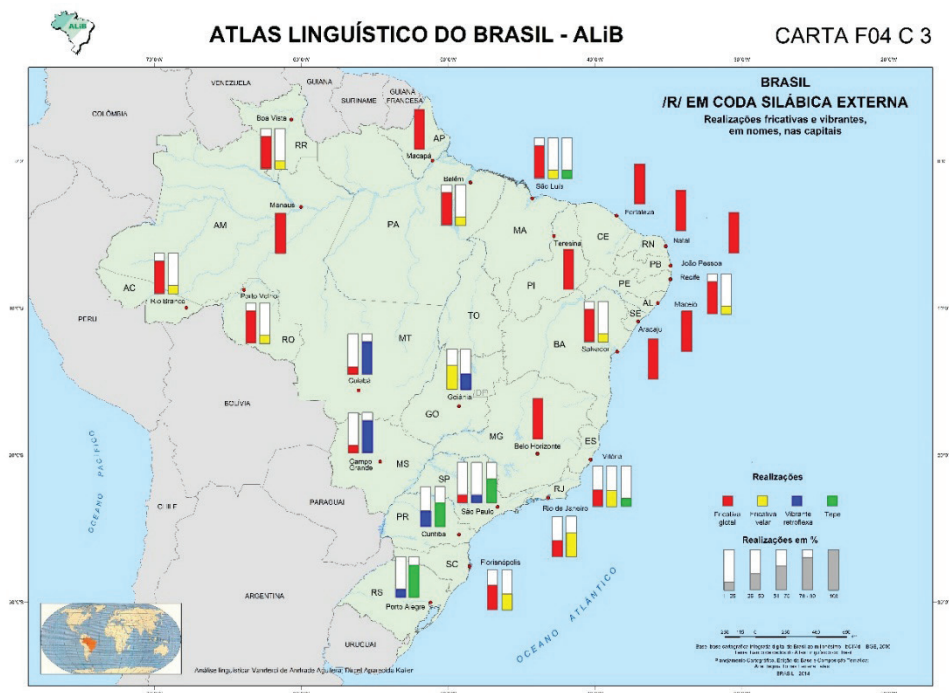 ALiB
ATLAS LINGUÍSTICO DO BRASIL - ALiB
CARTA F04 C 3
BRASIL
/R/ EM CODA SILÁBICA EXTERNA
Realizações fricativas e vibrantes,
em nomes, nas capitais
VENEZUELA
GUIANA
SURINAME
GUIANA
FRANCESA
COLÔMBIA
Boa Vista
RR
AP
Macapá
Belém
São Luís
Manaus
AM
PA
MA
Teresina
CE
Fortaleza
RN
Natal
PB
João Pessoa
Recife
PE
PI
AL
Maceió
SE
Aracaju
AC
Rio Branco
Porto Velho
RO
PERU
TO
MT
BA
Salvador
Cuiabá
Goiânia
(DF)
BOLÍVIA
GO
MG
Belo Horizonte
ES
Vitória
Campo
Grande
MS
SP
São Paulo
RJ
Rio de Janeiro
PARAGUAI
CHILE
PR
Curitiba
SC
Florianópolis
RS
Porto Alegre
ARGENTINA
URUGUAI
OCEANO PACÍFICO
OCEANO ATLÂNTICO
Realizações
Fricativa
glotal
Fricativa
velar
Vibrante
retroflexa
Tepe
Realizações em %
100
Análise linguística: Vanderci de Andrade Aguilera; Dircel Aparecida Kailer
BRASIL - 2014